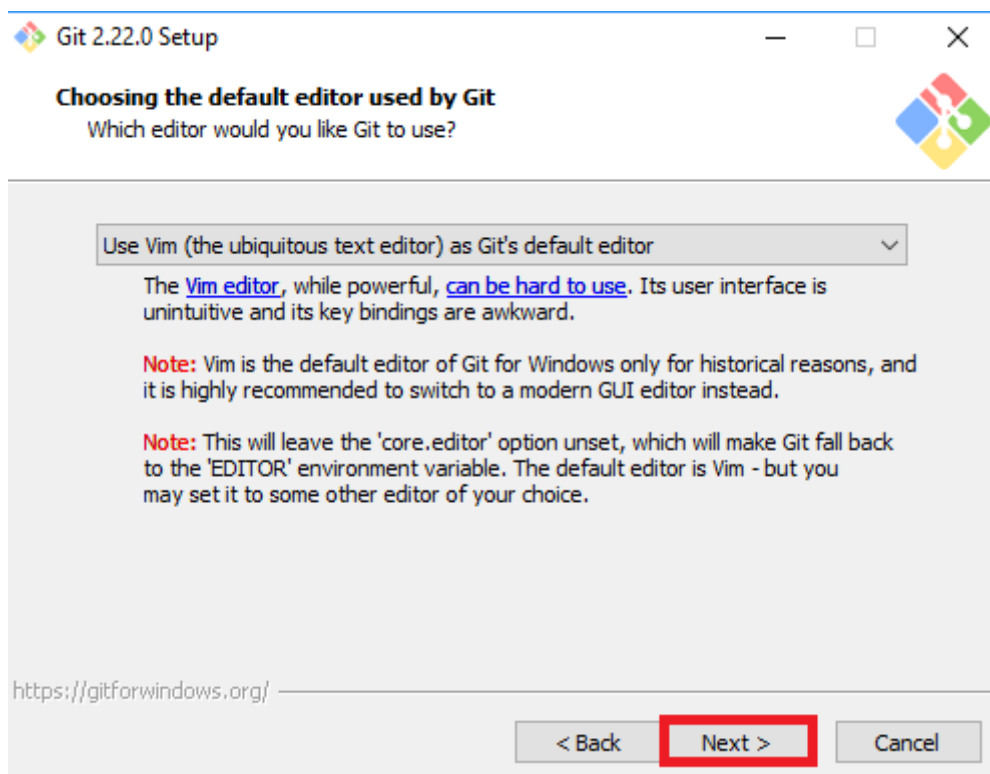 Git 2.22.0 Setup
Choosing the default editor used by Git
Which editor would you like Git to use?
Use Vim (the ubiquitous text editor) as Git's default editor
The Vim editor, while powerful, can be hard to use. Its user interface is
unintuitive and its key bindings are awkward.
Note: Vim is the default editor of Git for Windows only for historical reasons, and
it is highly recommended to switch to a modern GUI editor instead.
Note: This will leave the 'core.editor' option unset, which will make Git fall back
to the 'EDITOR' environment variable. The default editor is Vim - but you
may set it to some other editor of your choice.
https://gitforwindows.org/
< Back Next > Cancel